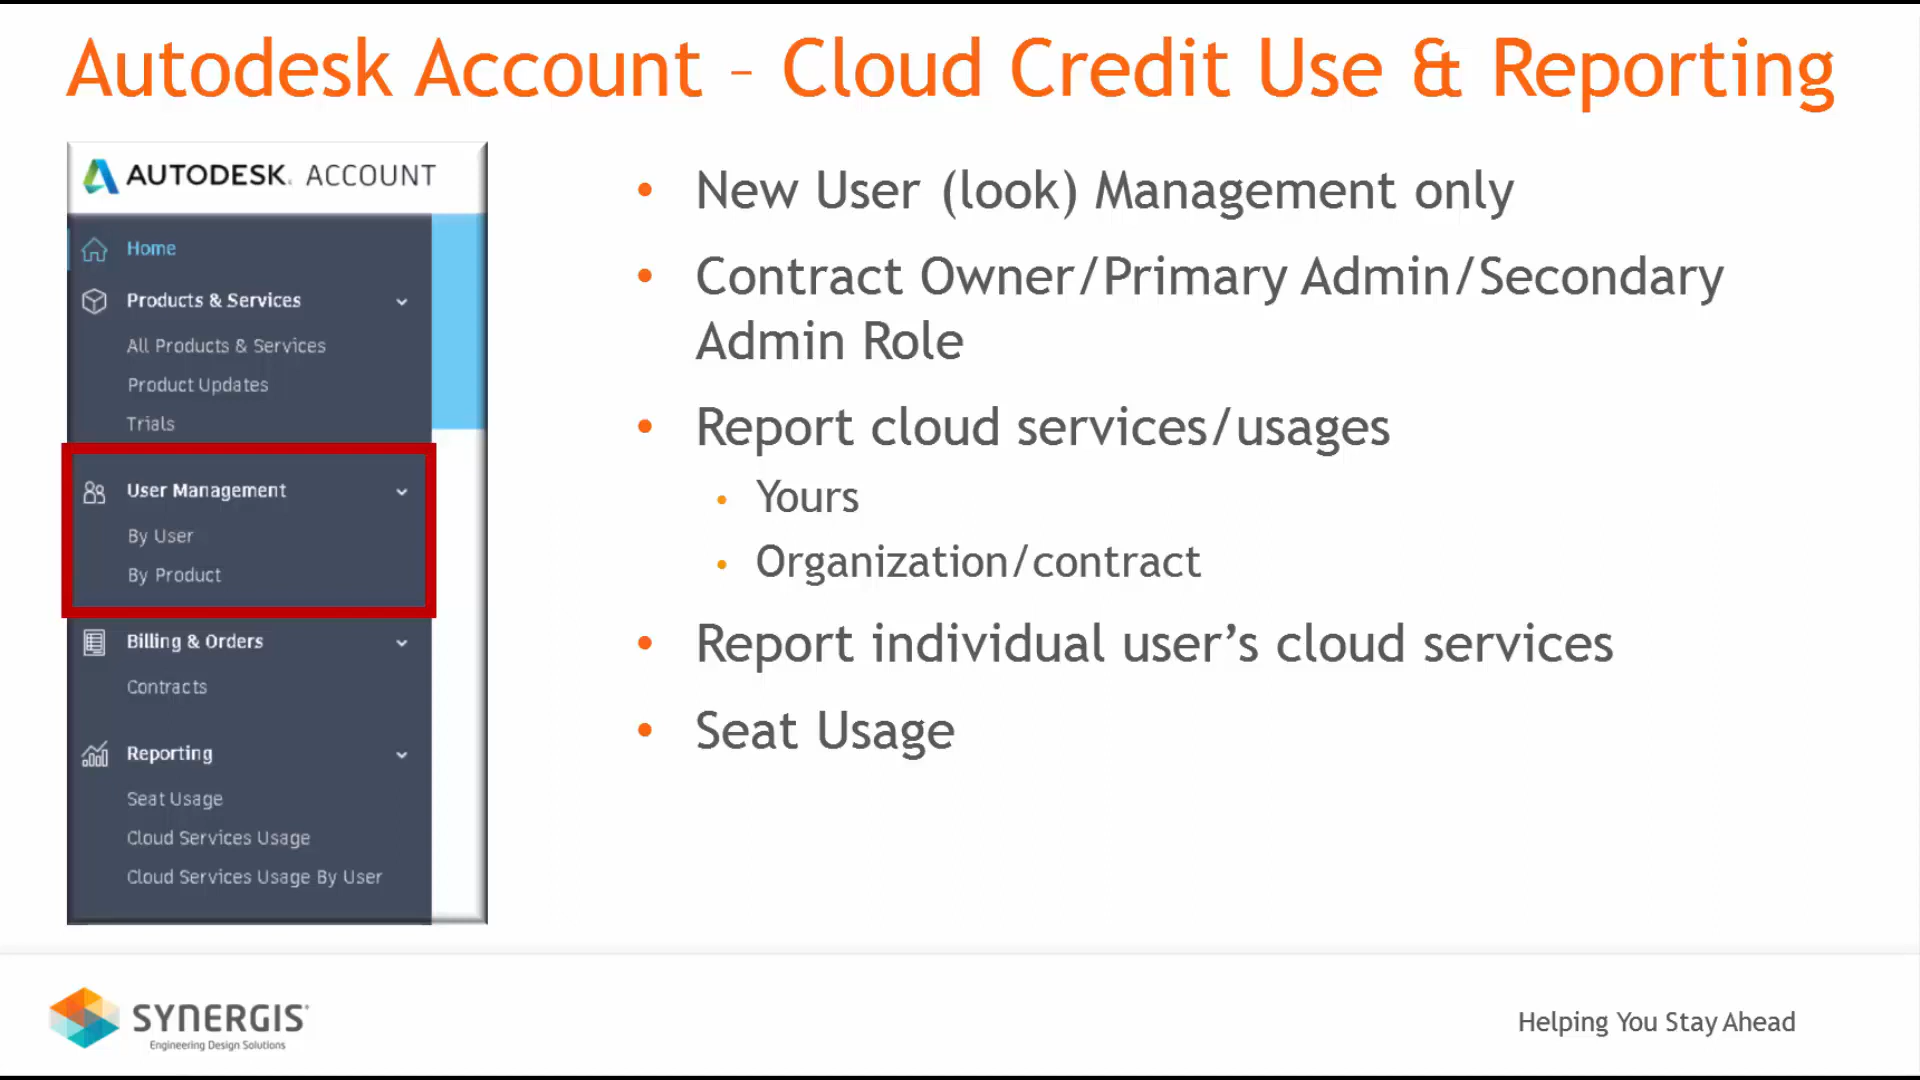 Autodesk Account – Cloud Credit Use & Reporting
AUTODESK. ACCOUNT
Home
Products & Services
All Products & Services
Product Updates
Trials
User Management
By User
By Product
Billing & Orders
Contracts
Reporting
Seat Usage
Cloud Services Usage
Cloud Services Usage By User
• New User (look) Management only
• Contract Owner/Primary Admin/Secondary
Admin Role
• Report cloud services/usages
• Yours
• Organization/contract
• Report individual user’s cloud services
• Seat Usage
SYNERGIS
Engineering Design Solutions
Helping You Stay Ahead